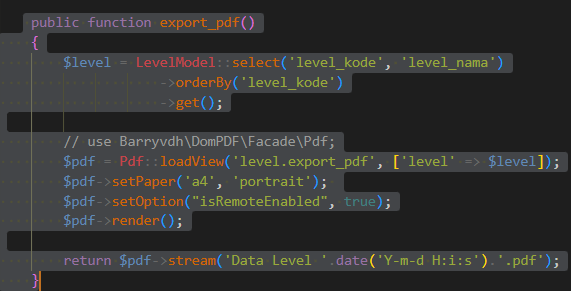 public function export_pdf()
{
    $level = LevelModel::select('level_kode', 'level_nama')
                ->orderBy('level_kode')
                ->get();
    // use Barryvdh\DomPDF\Facade\Pdf;
    $pdf = Pdf::loadView('level.export_pdf', ['level' => $level]);
    $pdf->setPaper('a4', 'portrait');
    $pdf->setOption("isRemoteEnabled", true);
    $pdf->render();
    return $pdf->stream('Data Level '.date('Y-m-d H:i:s').'.pdf');
}